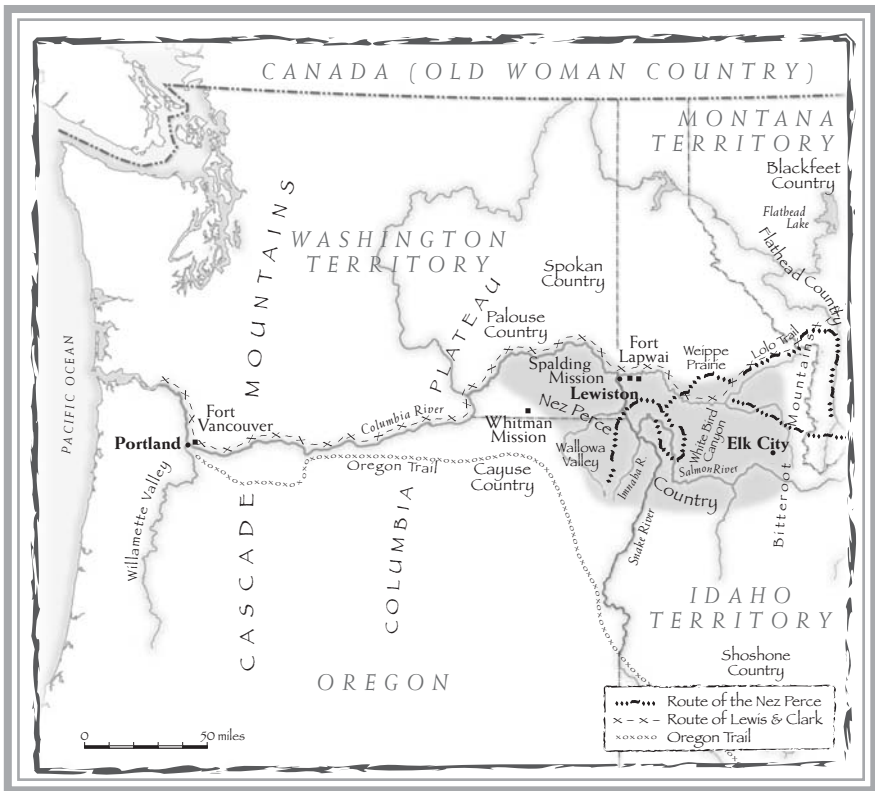 CANADA (OLD WOMAN COUNTRY)
MONTANA
TERRITORY
Blackfeet
Country
Flathead
Lake
Flathead Country
WASHINGTON
TERRITORY
CASCADE MOUNTAINS
COLUMBIA PLATEAU
Spokan
Country
Palouse
Country
PACIFIC OCEAN
Fort
Lapwai
Weippe
Prairie
Lolo Trail
Spalding
Mission
Lewiston
Nez Perce Country
Bitterroot Mountains
Fort
Vancouver
Columbia River
Whitman
Mission
White Bird
Canyon
Portland
Elk City
Wallowa
Valley
Oregon Trail
Cayuse
Country
Imnaba R.
Salmon River
Willamette Valley
Snake River
IDAHO
TERRITORY
Shoshone
Country
OREGON
Route of the Nez Perce
Route of Lewis & Clark
Oregon Trail
0 50 miles